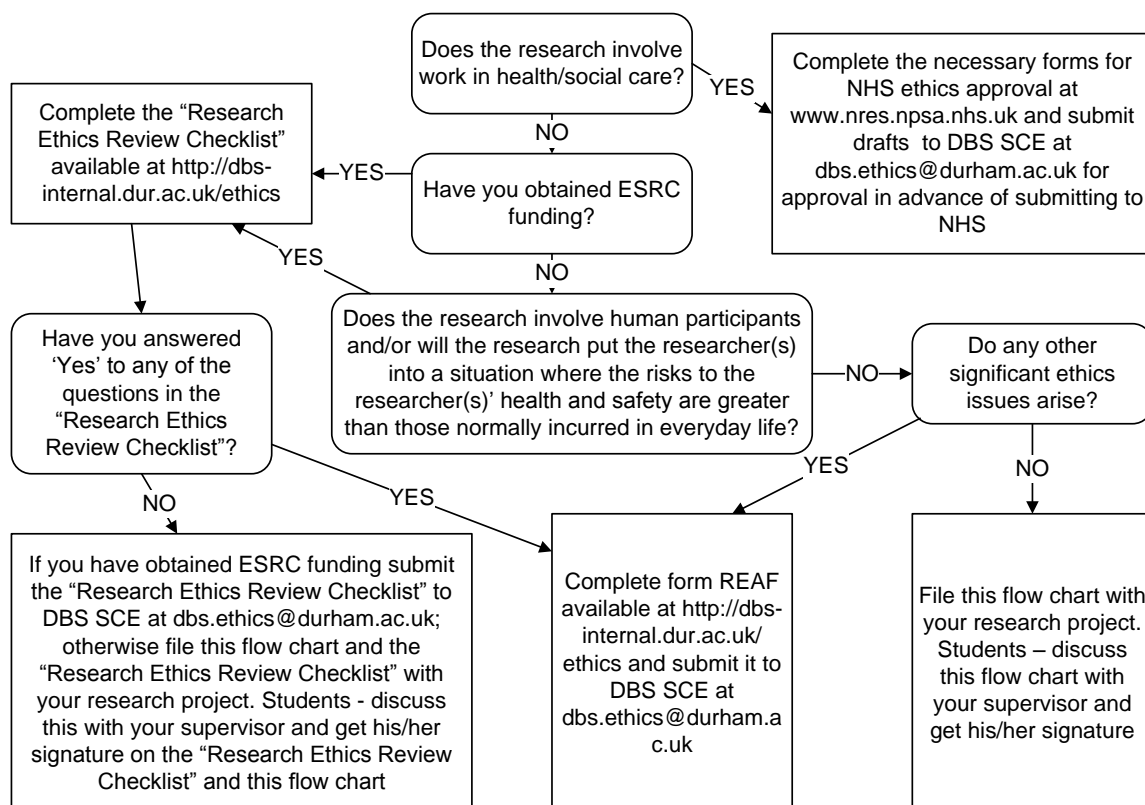 Does the research involve
work in health/social care?
YES
Complete the necessary forms for
NHS ethics approval at
www.nres.npsa.nhs.uk and submit
drafts  to DBS SCE at
dbs.ethics@durham.ac.uk for
approval in advance of submitting to
NHS
NO
Complete the “Research
Ethics Review Checklist”
available at http://dbs-
internal.dur.ac.uk/ethics
YES
Have you obtained ESRC
funding?
YES
NO
Have you answered
‘Yes’ to any of the
questions in the
“Research Ethics
Review Checklist”?
Does the research involve human participants
and/or will the research put the researcher(s)
into a situation where the risks to the
researcher(s)’ health and safety are greater
than those normally incurred in everyday life?
NO
Do any other
significant ethics
issues arise?
NO
YES
YES
NO
If you have obtained ESRC funding submit
the “Research Ethics Review Checklist” to
DBS SCE at dbs.ethics@durham.ac.uk;
otherwise file this flow chart and the
“Research Ethics Review Checklist” with
your research project. Students - discuss
this with your supervisor and get his/her
signature on the “Research Ethics Review
Checklist” and this flow chart
Complete form REAF
available at http://dbs-
internal.dur.ac.uk/
ethics and submit it to
DBS SCE at
dbs.ethics@durham.a
c.uk
File this flow chart with
your research project.
Students – discuss
this flow chart with
your supervisor and
get his/her signature